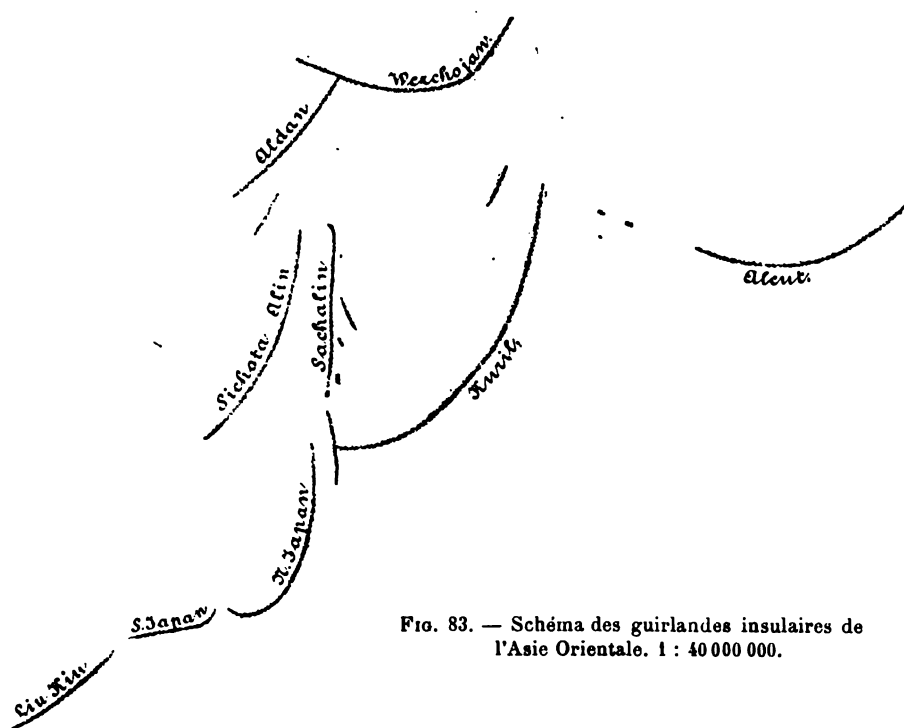 Werchojan.
Aldan
Alin
Sichota
Sachalin
Aleut.
Kuril,
N. Japan
S. Japan
Liu-Kiu
FIG. 83. — Schéma des guirlandes insulaires de
l'Asie Orientale. 1 : 40 000 000.